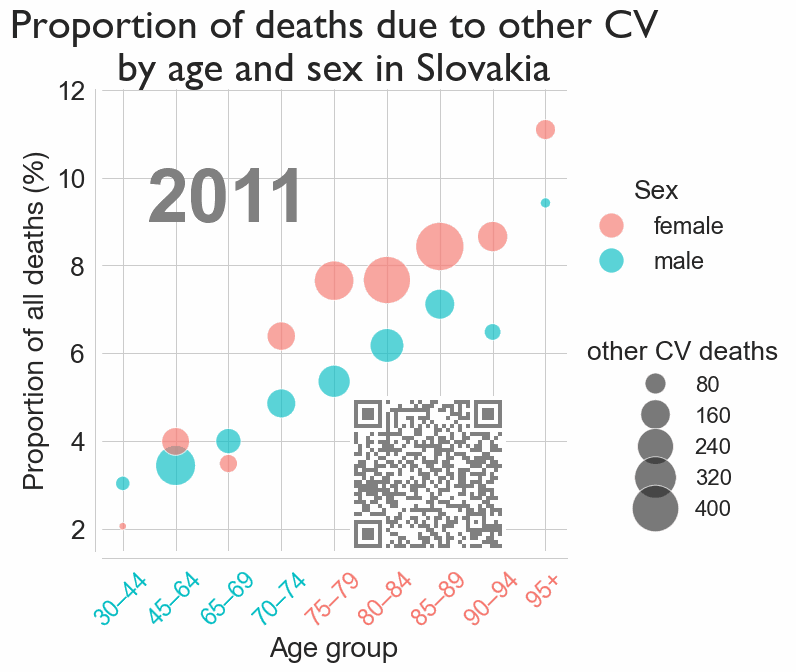 Proportion of deaths due to other CV
by age and sex in Slovakia
12
10
8
6
4
2
Proportion of all deaths (%)
2011
30–44
45–64
65–69
70–74
75–79
80–84
85–89
90–94
95+
Age group
Sex
female
male
other CV deaths
80
160
240
320
400